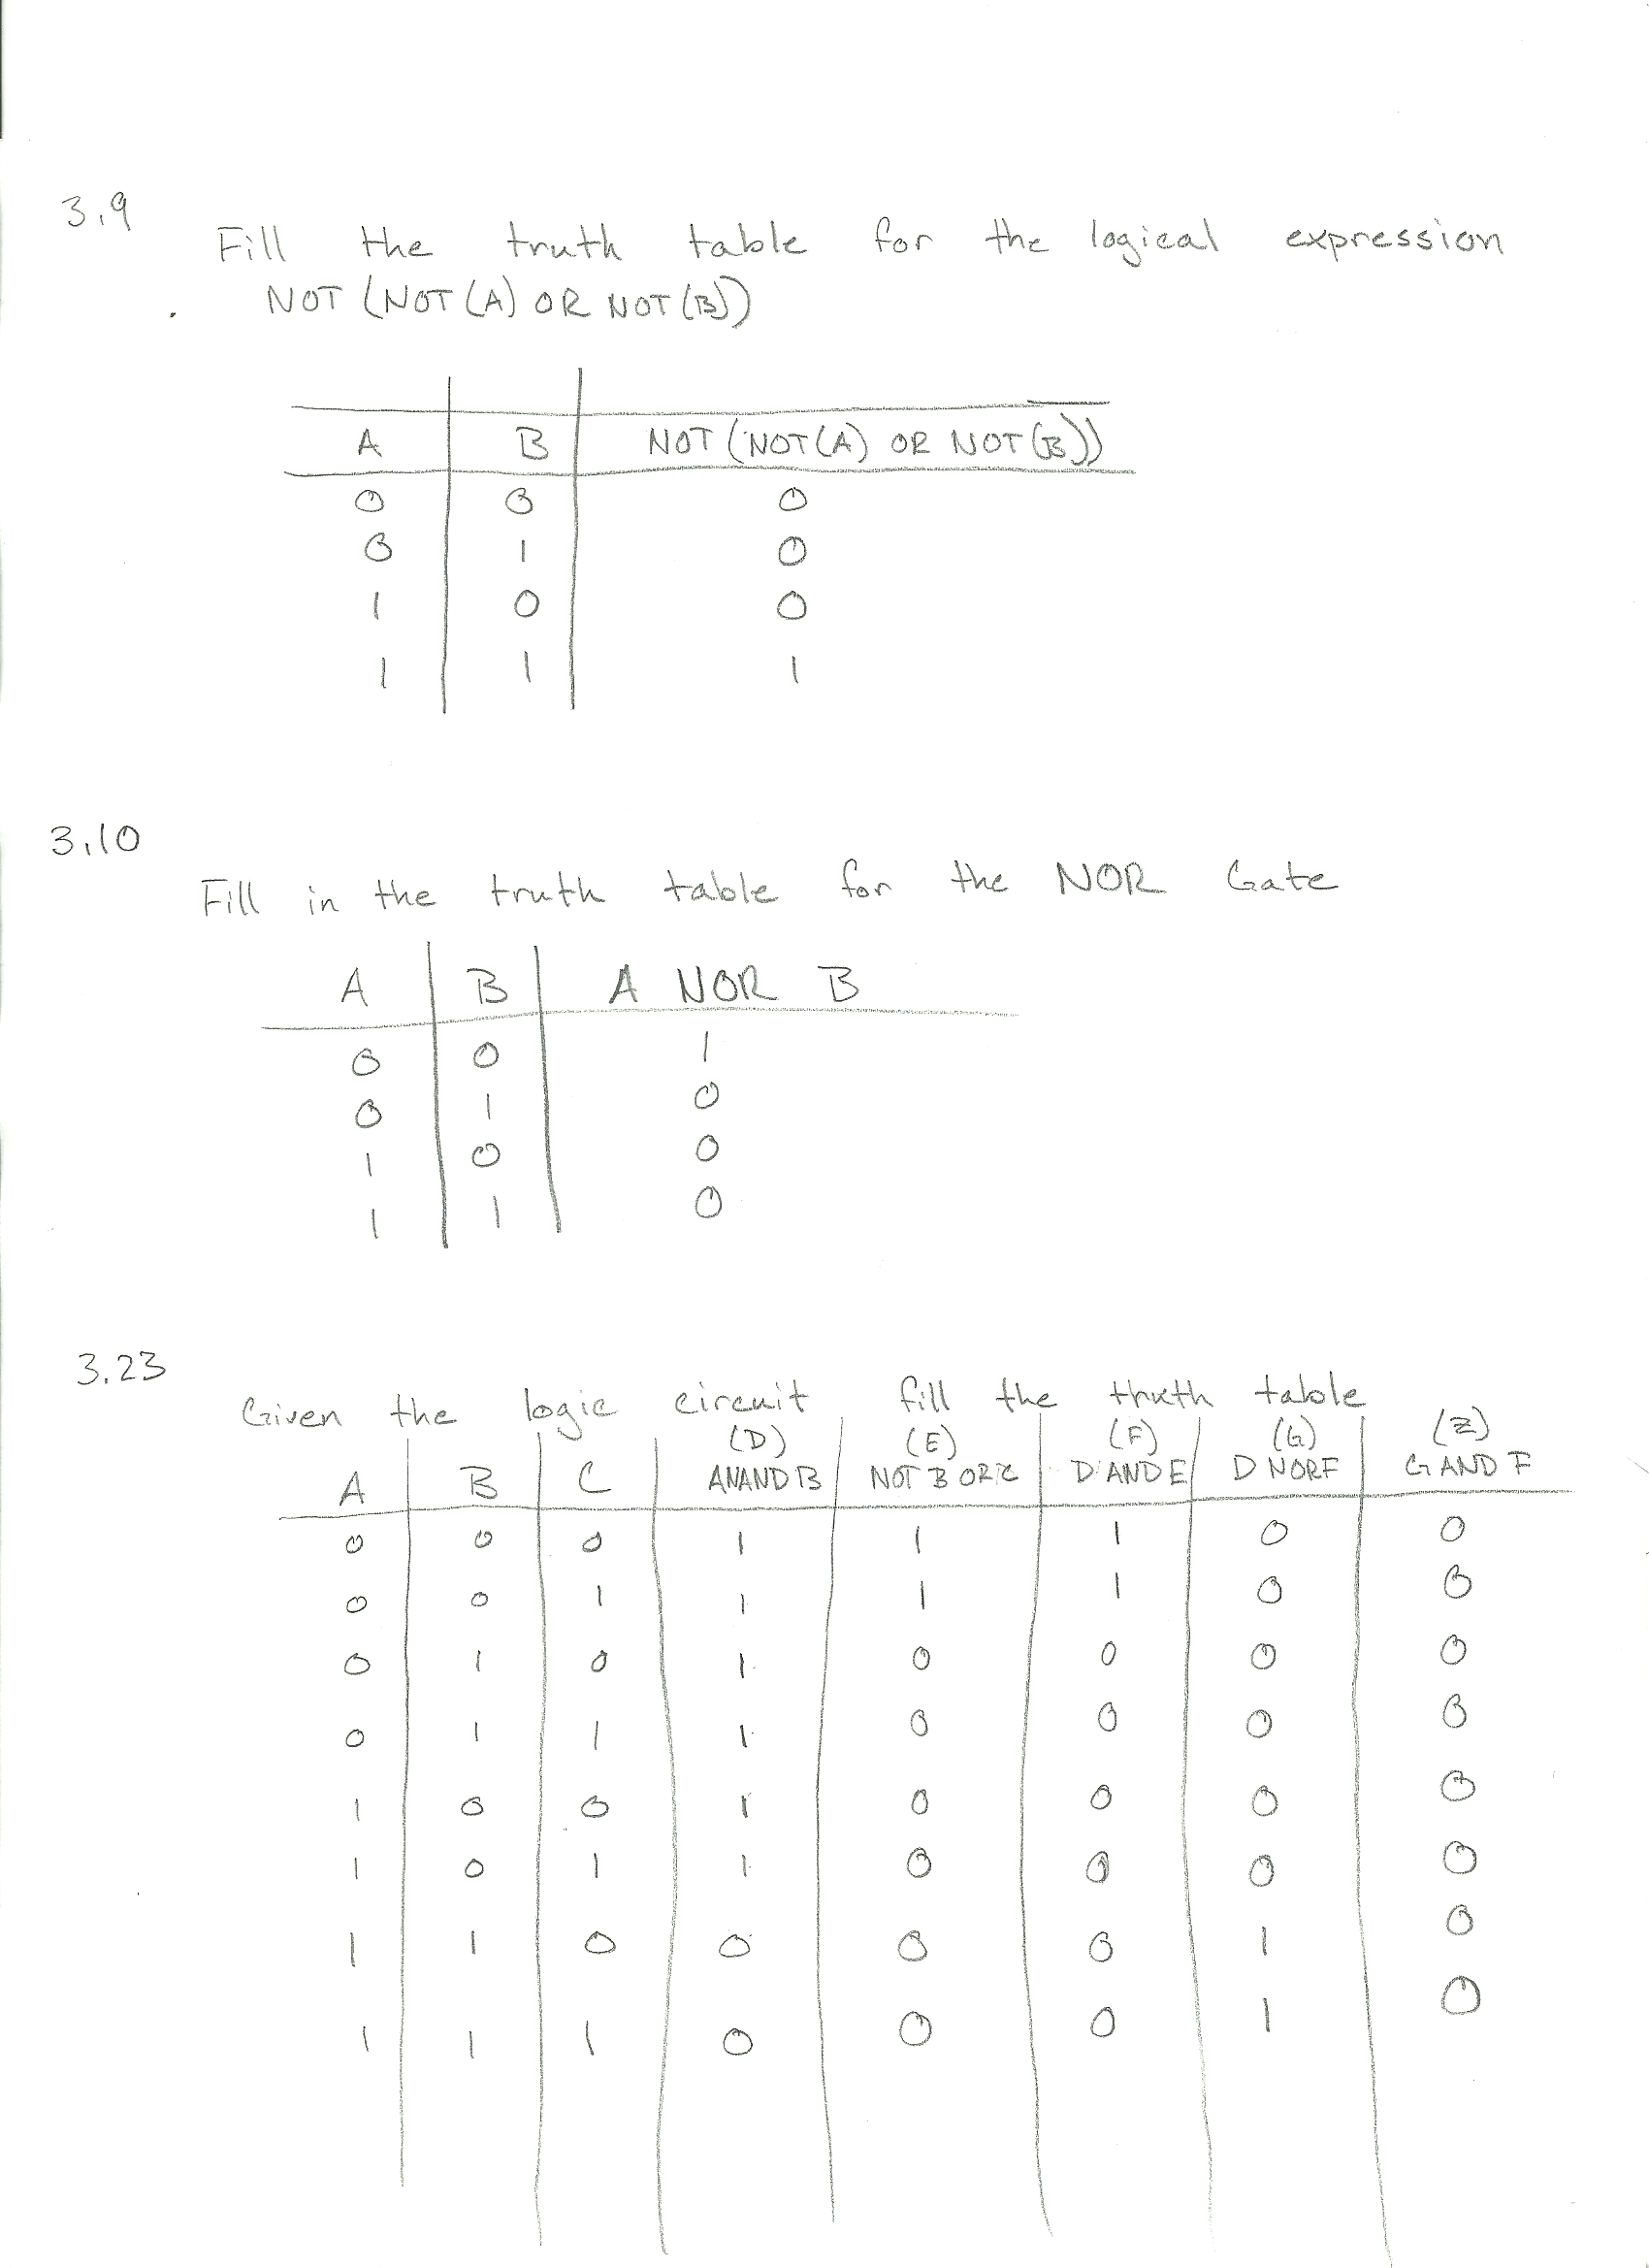 3.9
Fill the truth table for the logical expression
NOT (NOT(A) OR NOT(B))
A B NOT (NOT(A) OR NOT(B))
0 0 0
0 1 0
1 0 0
1 1 1
3.10
Fill in the truth table for the NOR Gate
A B A NOR B
0 0 1
0 1 0
1 0 0
1 1 0
3.23
Given the logic circuit fill the truth table
(D) (E) (F) (G) (Z)
A B C A NAND B NOT B OR C D AND E D NOR F G AND F
0 0 0 1 1 1 0 0
0 0 1 1 1 1 0 0
0 1 0 1 0 0 0 0
0 1 1 1 0 0 0 0
1 0 0 1 0 0 0 0
1 0 1 1 0 0 0 0
1 1 0 0 0 0 1 0
1 1 1 0 0 0 1 0